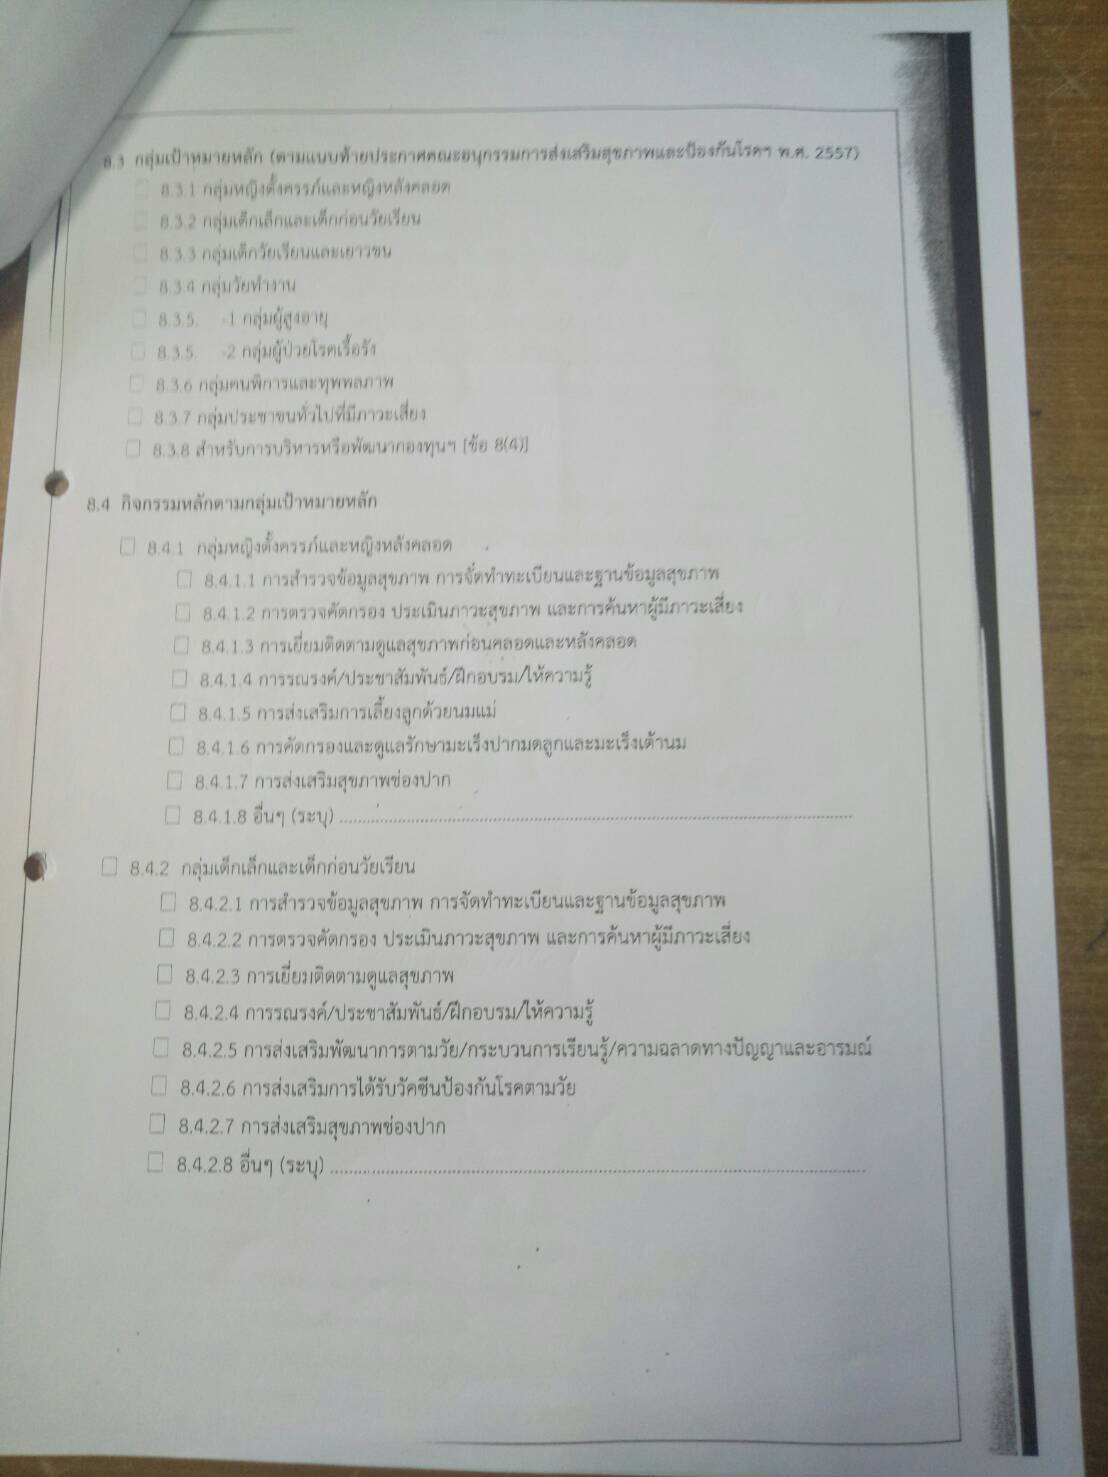 8.3 กลุ่มเป้าหมายหลัก (ตามแนบท้ายประกาศคณะอนุกรรมการส่งเสริมสุขภาพและป้องกันโรคฯ พ.ศ. 2557)
8.3.1 กลุ่มหญิงตั้งครรภ์และหญิงหลังคลอด
8.3.2 กลุ่มเด็กเล็กและเด็กก่อนวัยเรียน
8.3.3 กลุ่มเด็กวัยเรียนและเยาวชน
8.3.4 กลุ่มวัยทำงาน
8.3.5. -1 กลุ่มผู้สูงอายุ
8.3.5. -2 กลุ่มผู้ป่วยโรคเรื้อรัง
8.3.6 กลุ่มคนพิการและทุพพลภาพ
8.3.7 กลุ่มประชาชนทั่วไปที่มีภาวะเสี่ยง
8.3.8 สำหรับการบริหารหรือพัฒนากองทุนฯ [ข้อ 8(4)]
8.4 กิจกรรมหลักตามกลุ่มเป้าหมายหลัก
8.4.1 กลุ่มหญิงตั้งครรภ์และหญิงหลังคลอด
8.4.1.1 การสำรวจข้อมูลสุขภาพ การจัดทำทะเบียนและฐานข้อมูลสุขภาพ
8.4.1.2 การตรวจคัดกรอง ประเมินภาวะสุขภาพ และการค้นหาผู้มีภาวะเสี่ยง
8.4.1.3 การเยี่ยมติดตามดูแลสุขภาพก่อนคลอดและหลังคลอด
8.4.1.4 การรณรงค์/ประชาสัมพันธ์/ฝึกอบรม/ให้ความรู้
8.4.1.5 การส่งเสริมการเลี้ยงลูกด้วยนมแม่
8.4.1.6 การคัดกรองและดูแลรักษามะเร็งปากมดลูกและมะเร็งเต้านม
8.4.1.7 การส่งเสริมสุขภาพช่องปาก
8.4.1.8 อื่นๆ (ระบุ) ........................................
8.4.2 กลุ่มเด็กเล็กและเด็กก่อนวัยเรียน
8.4.2.1 การสำรวจข้อมูลสุขภาพ การจัดทำทะเบียนและฐานข้อมูลสุขภาพ
8.4.2.2 การตรวจคัดกรอง ประเมินภาวะสุขภาพ และการค้นหาผู้มีภาวะเสี่ยง
8.4.2.3 การเยี่ยมติดตามดูแลสุขภาพ
8.4.2.4 การรณรงค์/ประชาสัมพันธ์/ฝึกอบรม/ให้ความรู้
8.4.2.5 การส่งเสริมพัฒนาการตามวัย/กระบวนการเรียนรู้/ความฉลาดทางปัญญาและอารมณ์
8.4.2.6 การส่งเสริมการได้รับวัคซีนป้องกันโรคตามวัย
8.4.2.7 การส่งเสริมสุขภาพช่องปาก
8.4.2.8 อื่นๆ (ระบุ) ........................................